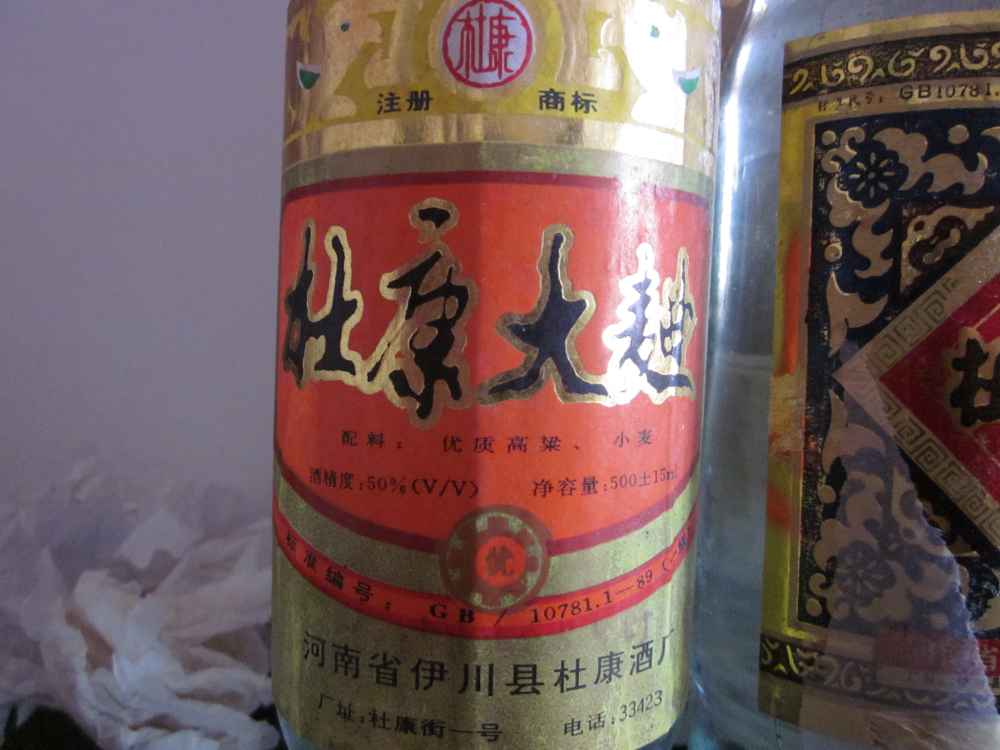 杜康
注册 商标
杜康大麯
配料： 优质高粱、 小麦
酒精度:50%(V/V) 净容量:500±15ml
优
标准编号： GB / 10781.1—89
河南省伊川县杜康酒厂
厂址:杜康街一号 电话:33423
GB10781.